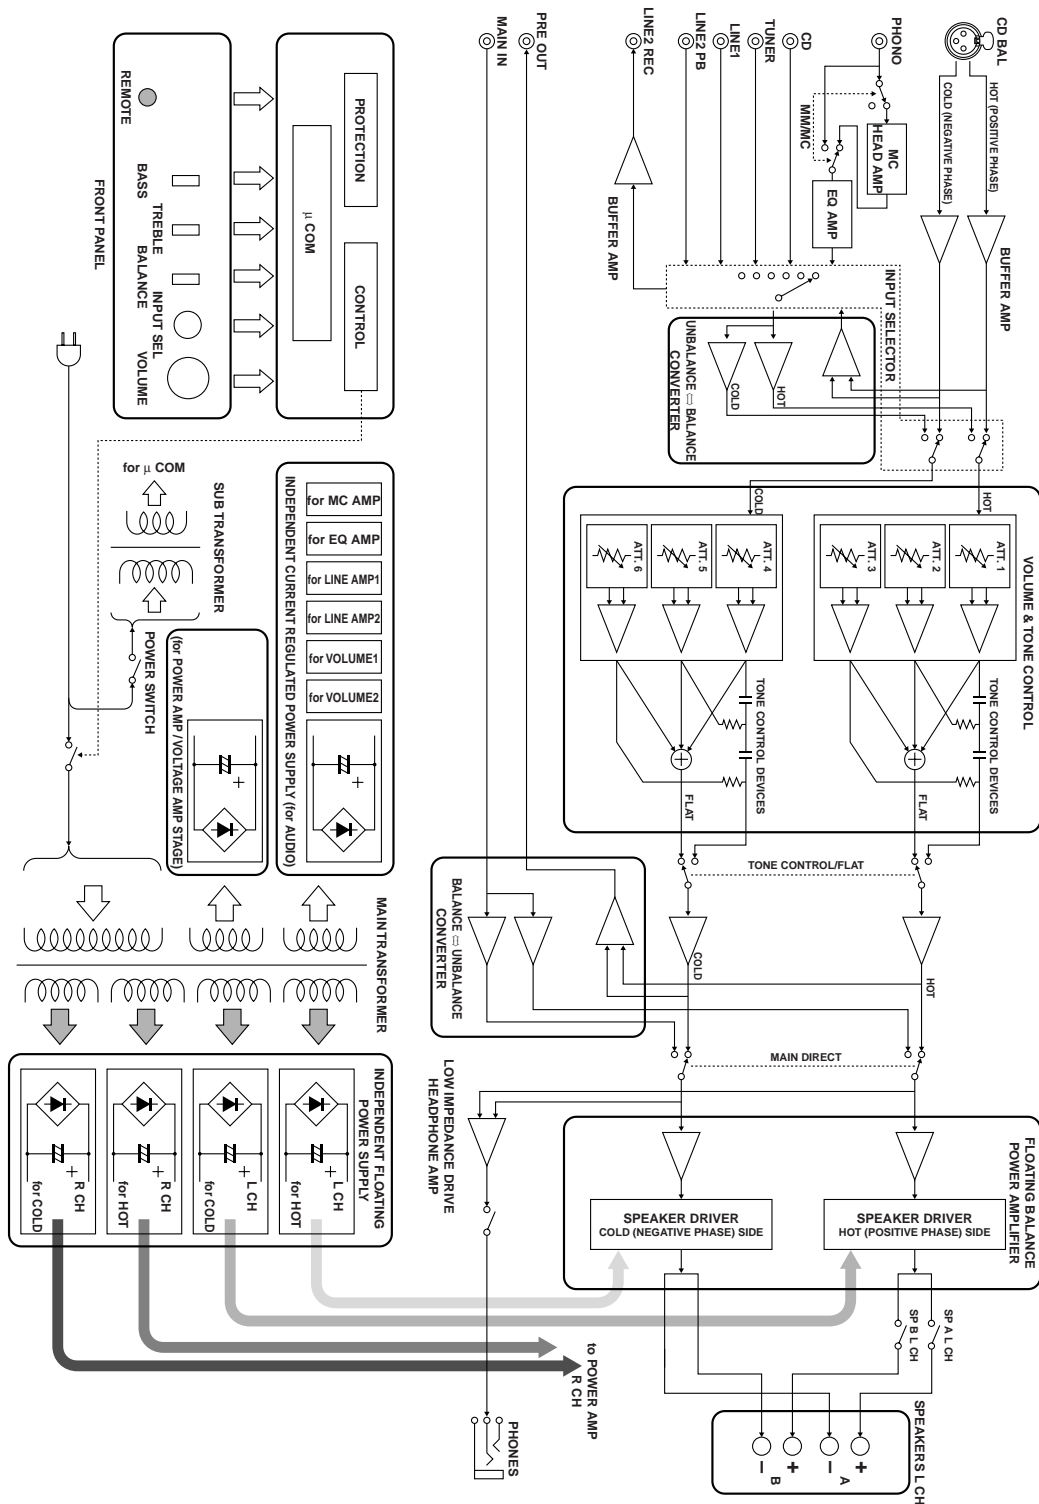 CD BAL
HOT (POSITIVE PHASE)
COLD (NEGATIVE PHASE)
BUFFER AMP
PHONO
MM/MC
MC
HEAD AMP
EQ AMP
CD
TUNER
LINE1
LINE2 PB
LINE2 REC
BUFFER AMP
PRE OUT
MAIN IN
INPUT SELECTOR
UNBALANCE ⇔ BALANCE
CONVERTER
HOT
COLD
VOLUME & TONE CONTROL
HOT
ATT. 1
ATT. 2
ATT. 3
TONE CONTROL DEVICES
FLAT
COLD
ATT. 4
ATT. 5
ATT. 6
TONE CONTROL DEVICES
FLAT
TONE CONTROL/FLAT
HOT
COLD
BALANCE ⇔ UNBALANCE
CONVERTER
MAIN DIRECT
LOW IMPEDANCE DRIVE
HEADPHONE AMP
FLOATING BALANCE
POWER AMPLIFIER
SPEAKER DRIVER
HOT (POSITIVE PHASE) SIDE
SPEAKER DRIVER
COLD (NEGATIVE PHASE) SIDE
SP A L CH
SP B L CH
SPEAKERS L CH
+
–
A
+
–
B
PHONES
PROTECTION
CONTROL
µ COM
REMOTE
BASS
TREBLE
BALANCE
INPUT SEL
VOLUME
FRONT PANEL
for µ COM
SUB TRANSFORMER
POWER SWITCH
for MC AMP
for EQ AMP
for LINE AMP1
for LINE AMP2
for VOLUME1
for VOLUME2
+
INDEPENDENT CURRENT REGULATED POWER SUPPLY (for AUDIO)
+
(for POWER AMP / VOLTAGE AMP STAGE)
MAIN TRANSFORMER
INDEPENDENT FLOATING
POWER SUPPLY
+
L CH
for HOT
+
L CH
for COLD
+
R CH
for HOT
+
R CH
for COLD
to POWER AMP
R CH